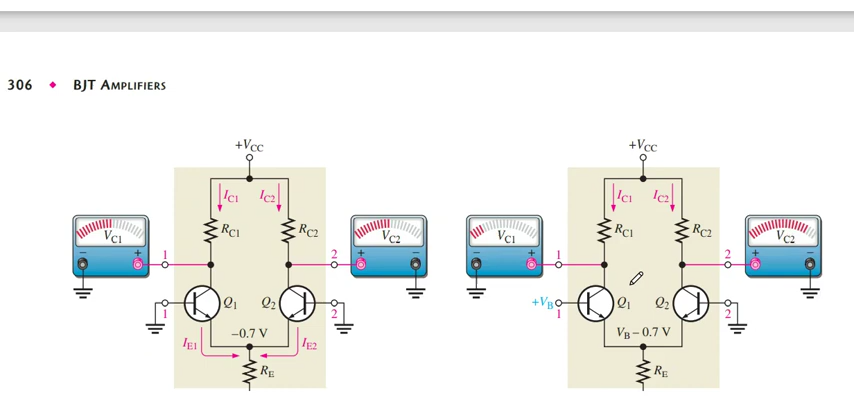 306 ◆ BJT AMPLIFIERS
+VCC
+VCC
IC1 IC2
IC1 IC2
RC1 RC2
RC1 RC2
VC1
VC2
VC1
VC2
− +
+ −
− +
+ −
1
2
1
2
Q1 Q2
+VB
Q1 Q2
1
2
1
2
−0.7 V
VB − 0.7 V
IE1 IE2
RE
RE